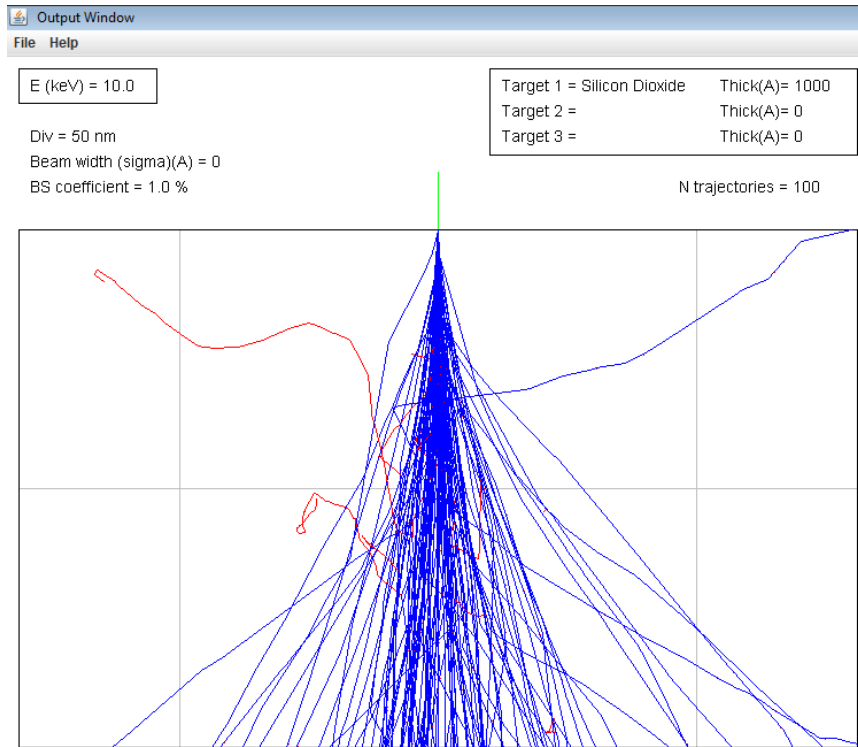 Output Window
File Help
E (keV) = 10.0
Target 1 = Silicon Dioxide Thick(A)= 1000
Target 2 = Thick(A)= 0
Target 3 = Thick(A)= 0
Div = 50 nm
Beam width (sigma)(A) = 0
BS coefficient = 1.0 %
N trajectories = 100